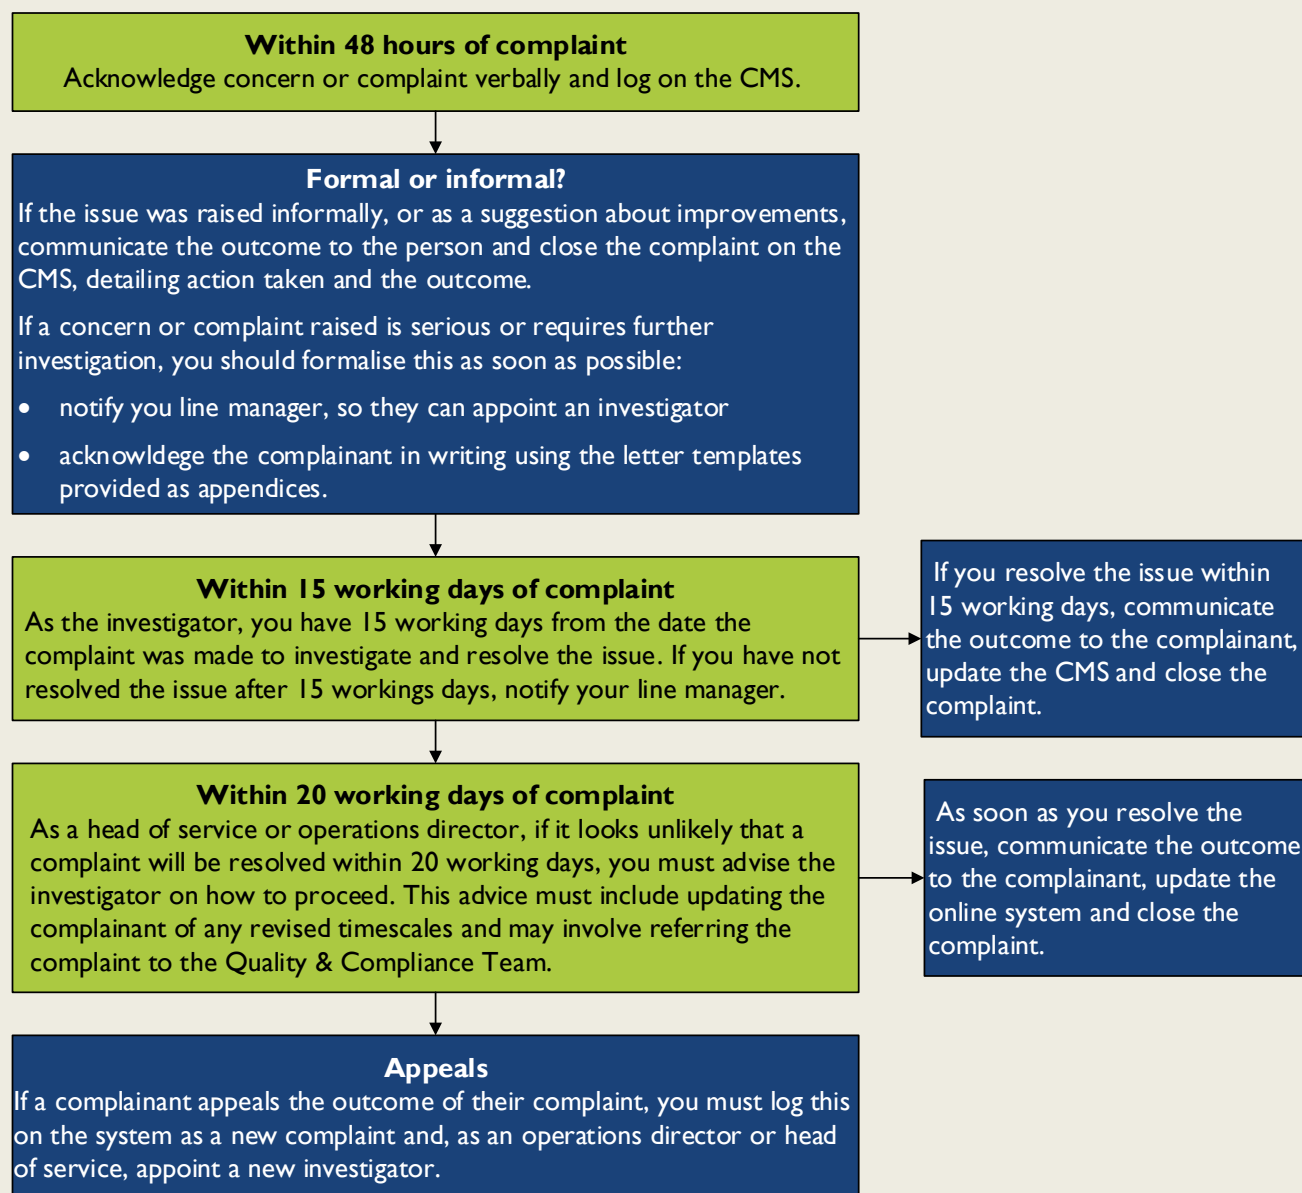 Within 48 hours of complaint
Acknowledge concern or complaint verbally and log on the CMS.
Formal or informal?
If the issue was raised informally, or as a suggestion about improvements,
communicate the outcome to the person and close the complaint on the
CMS, detailing action taken and the outcome.
If a concern or complaint raised is serious or requires further
investigation, you should formalise this as soon as possible:
• notify you line manager, so they can appoint an investigator
• acknowldege the complainant in writing using the letter templates
provided as appendices.
Within 15 working days of complaint
As the investigator, you have 15 working days from the date the
complaint was made to investigate and resolve the issue. If you have not
resolved the issue after 15 workings days, notify your line manager.
If you resolve the issue within
15 working days, communicate
the outcome to the complainant,
update the CMS and close the
complaint.
Within 20 working days of complaint
As a head of service or operations director, if it looks unlikely that a
complaint will be resolved within 20 working days, you must advise the
investigator on how to proceed. This advice must include updating the
complainant of any revised timescales and may involve referring the
complaint to the Quality & Compliance Team.
As soon as you resolve the
issue, communicate the outcome
to the complainant, update the
online system and close the
complaint.
Appeals
If a complainant appeals the outcome of their complaint, you must log this
on the system as a new complaint and, as an operations director or head
of service, appoint a new investigator.